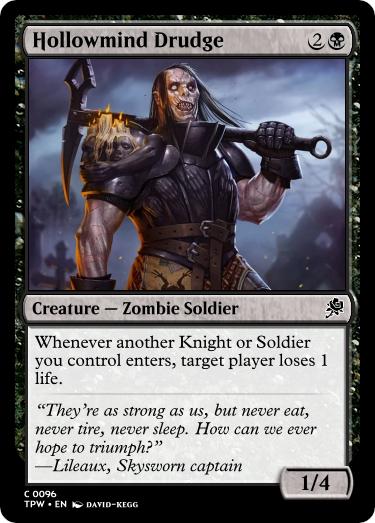 Hollowmind Drudge 2
Creature — Zombie Soldier
Whenever another Knight or Soldier
you control enters, target player loses 1
life.
“They’re as strong as us, but never eat,
never tire, never sleep. How can we ever
hope to triumph?”
—Lileaux, Skysworn captain
1/4
C 0096
TPW • EN DAVID-KEGG